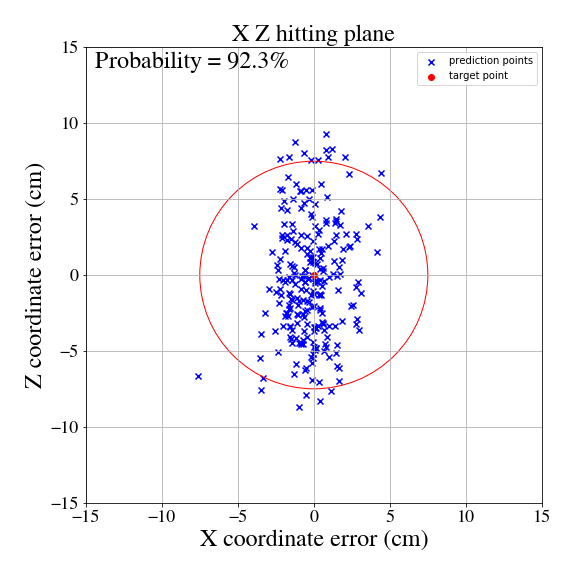 X Z hitting plane
Probability = 92.3%
prediction points
target point
15
10
5
0
−5
−10
−15
Z coordinate error (cm)
−15
−10
−5
0
5
10
15
X coordinate error (cm)